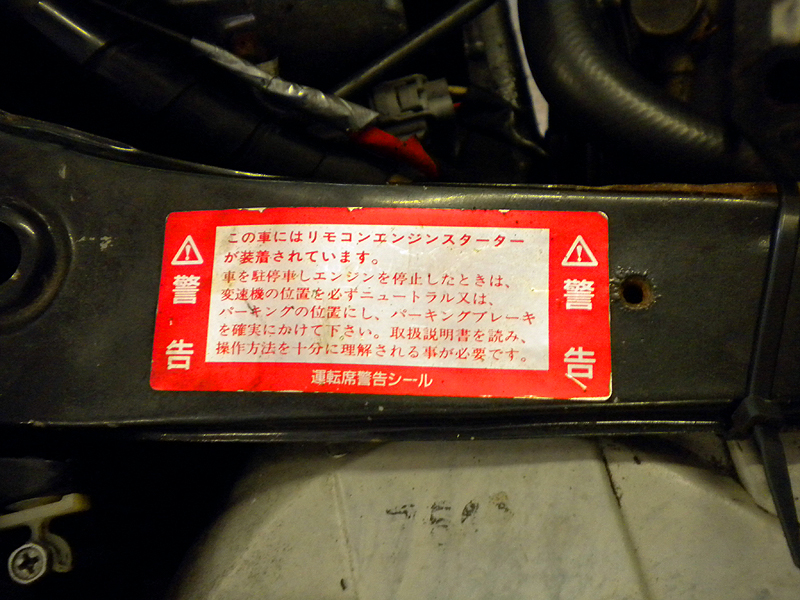 この車にはリモコンエンジンスターター
が装着されています。
車を駐停車しエンジンを停止したときは、
変速機の位置を必ずニュートラル又は、
パーキングの位置にし、パーキングブレーキ
を確実にかけて下さい。取扱説明書を読み、
操作方法を十分に理解される事が必要です。
警告
警告
運転席警告シール